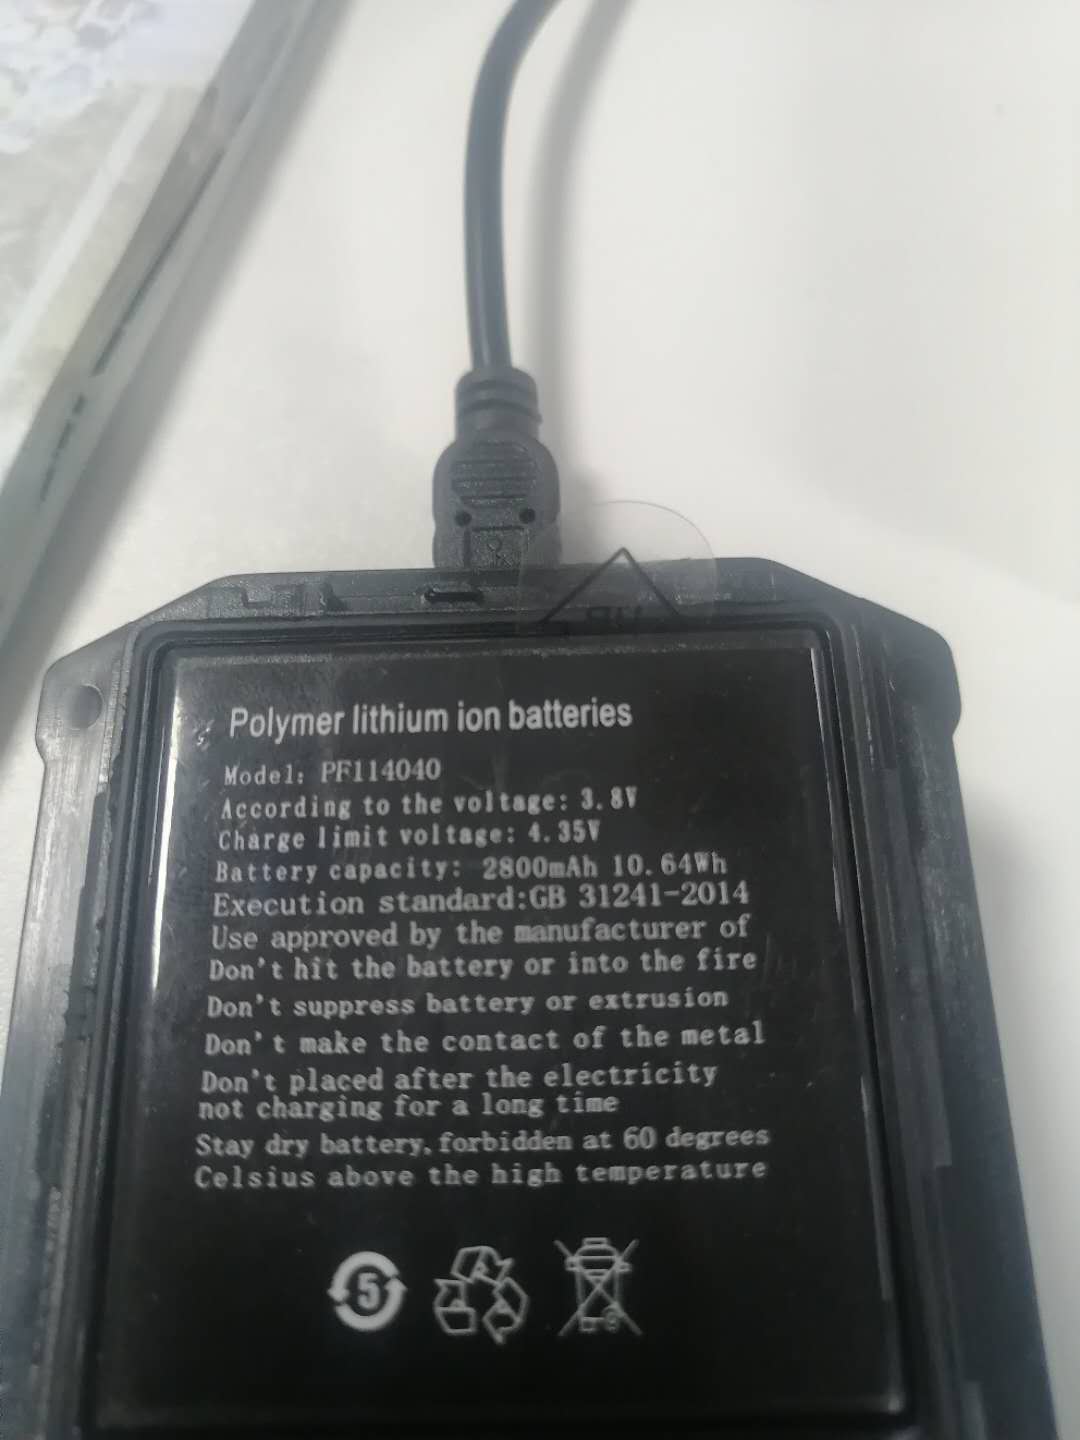 UP
Polymer lithium ion batteries
Model: PF114040
According to the voltage: 3.8V
Charge limit voltage: 4.35V
Battery capacity: 2800mAh 10.64Wh
Execution standard:GB 31241-2014
Use approved by the manufacturer of
Don't hit the battery or into the fire
Don't suppress battery or extrusion
Don't make the contact of the metal
Don't placed after the electricity
not charging for a long time
Stay dry battery, forbidden at 60 degrees
Celsius above the high temperature
5